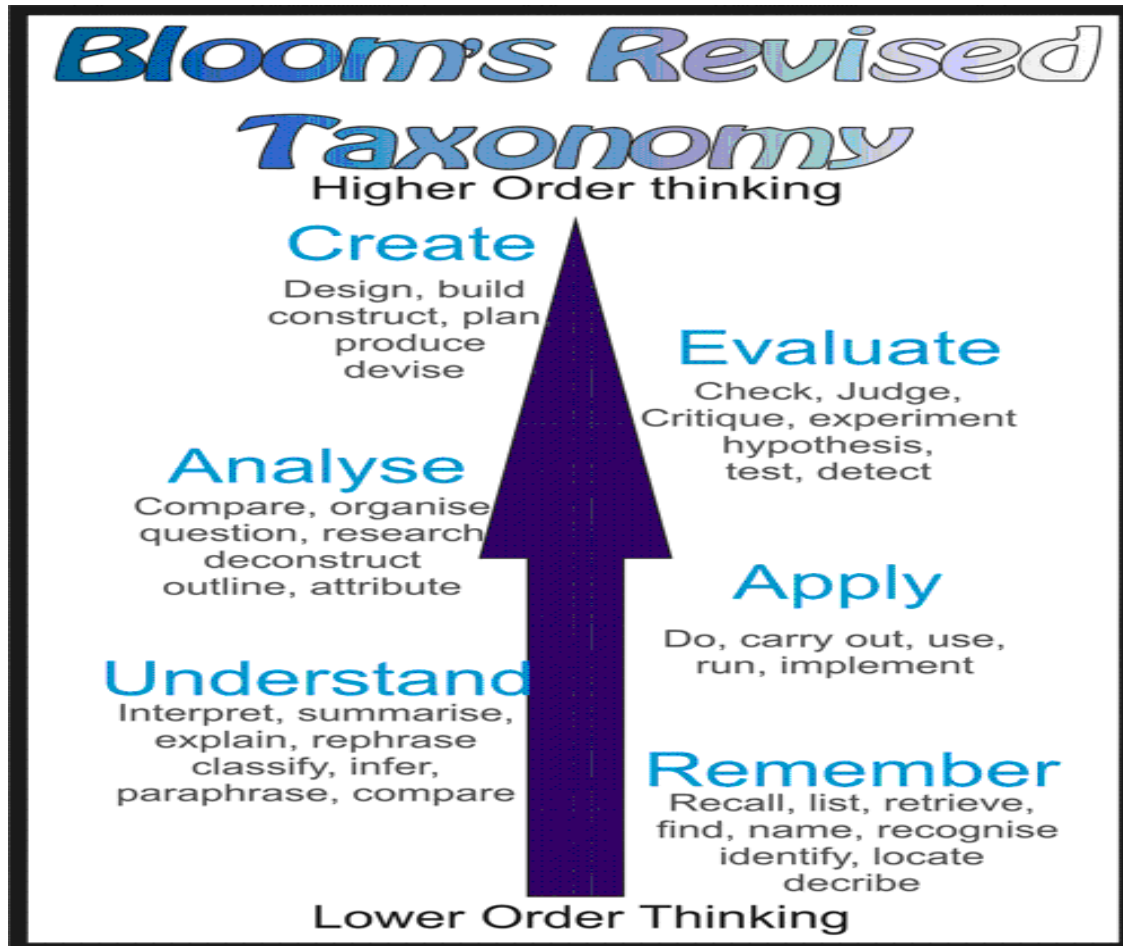 Bloom's Revised
Taxonomy
Higher Order thinking
Create
Design, build
construct, plan,
produce
devise
Evaluate
Check, Judge,
Critique, experiment
hypothesis,
test, detect
Analyse
Compare, organise
question, research
deconstruct
outline, attribute
Apply
Do, carry out, use,
run, implement
Understand
Interpret, summarise,
explain, rephrase
classify, infer,
paraphrase, compare
Remember
Recall, list, retrieve,
find, name, recognise
identify, locate
decribe
Lower Order Thinking